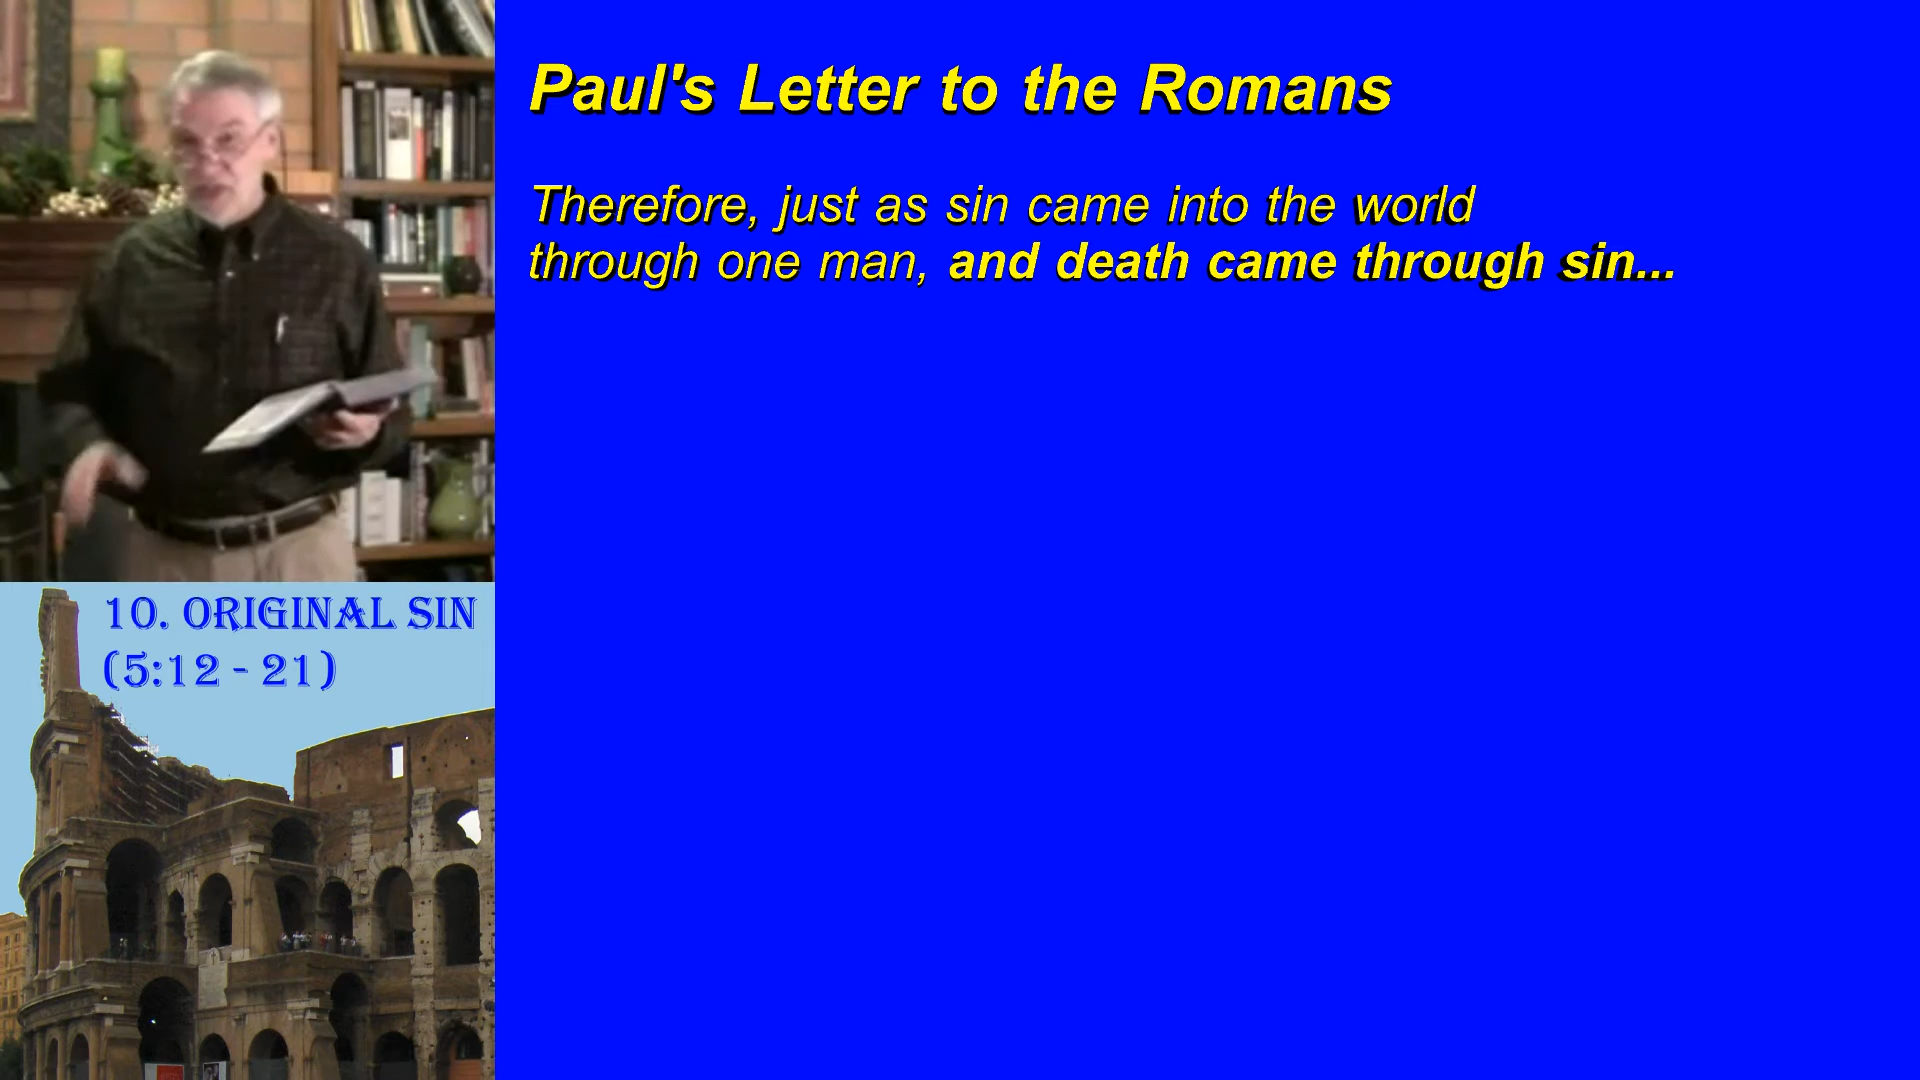 Paul's Letter to the Romans
Therefore, just as sin came into the world
through one man, and death came through sin...
10. ORIGINAL SIN
(5:12 - 21)